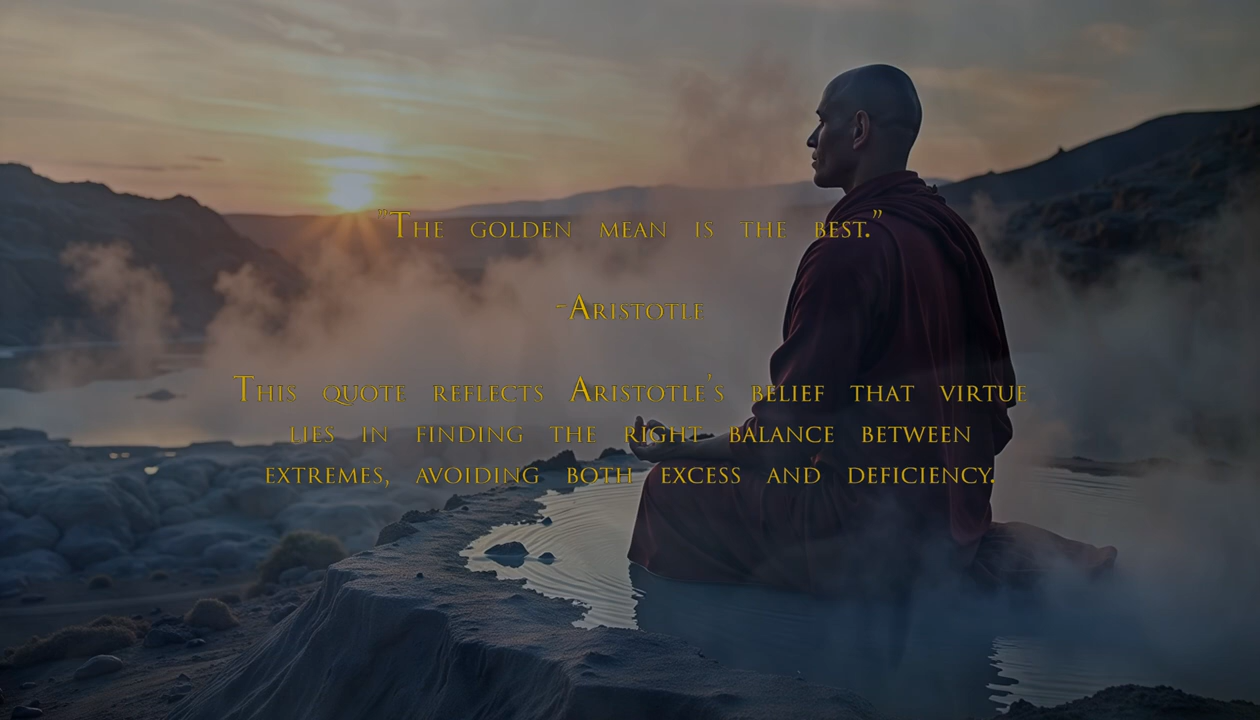 "The golden mean is the best."
-Aristotle
This quote reflects Aristotle's belief that virtue
lies in finding the right balance between
extremes, avoiding both excess and deficiency.